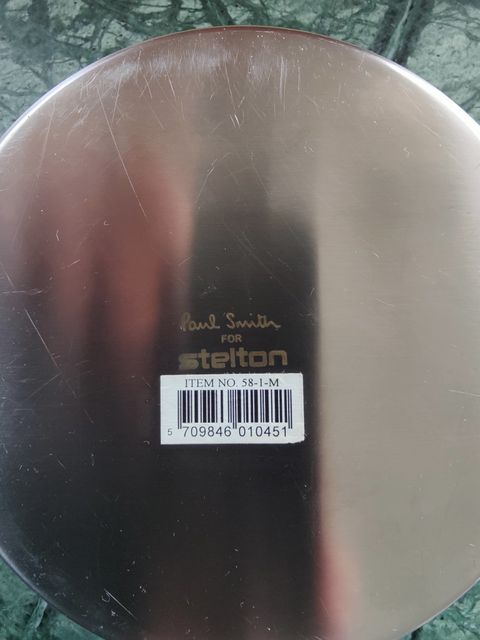 Paul Smith
FOR
stelton
ITEM NO. 58-1-M
5 709846 010451